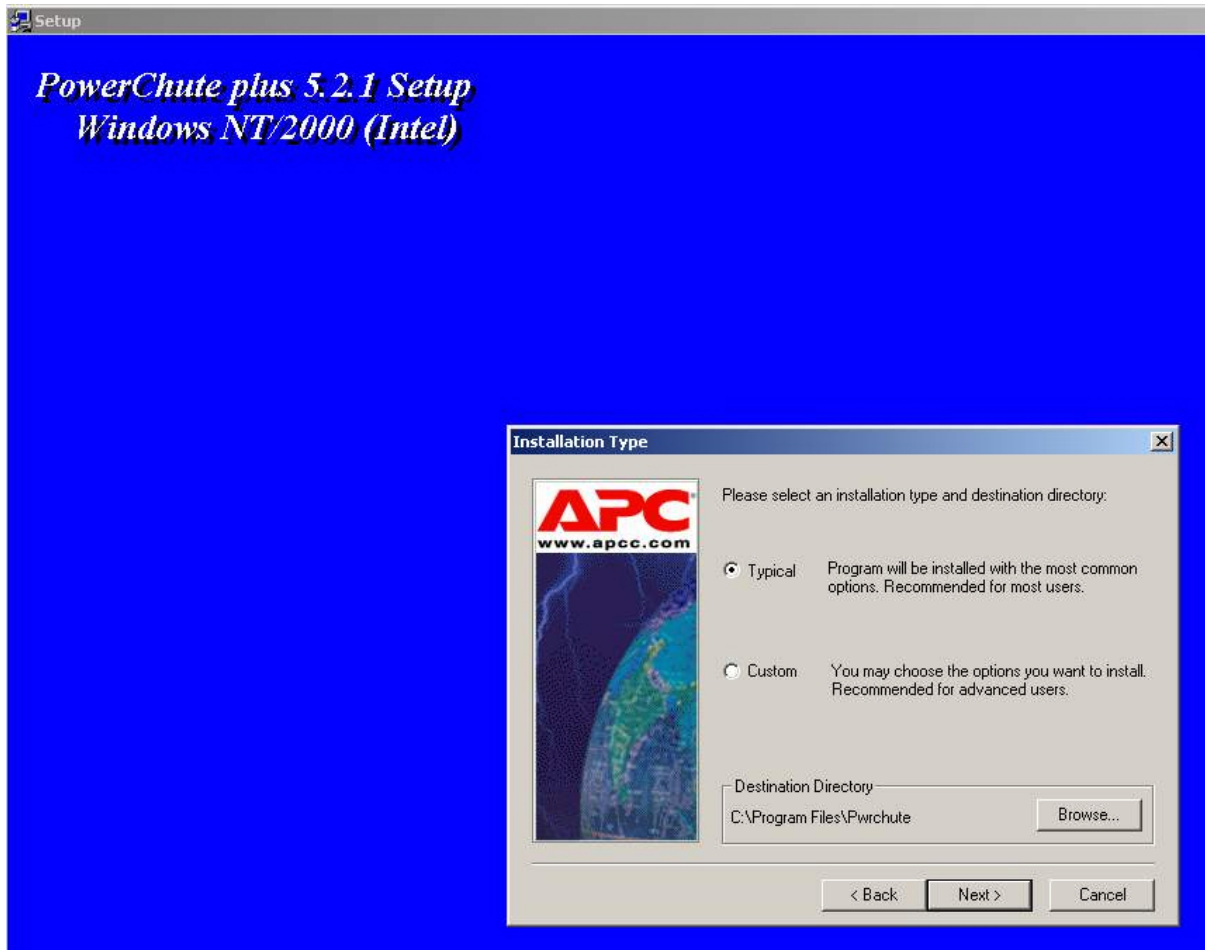 Setup
PowerChute plus 5.2.1 Setup
Windows NT/2000 (Intel)
Installation Type
APC
www.apcc.com
Please select an installation type and destination directory:
Typical
Program will be installed with the most common
options. Recommended for most users.
Custom
You may choose the options you want to install.
Recommended for advanced users.
Destination Directory
C:\Program Files\Pwrchute
Browse...
< Back
Next >
Cancel